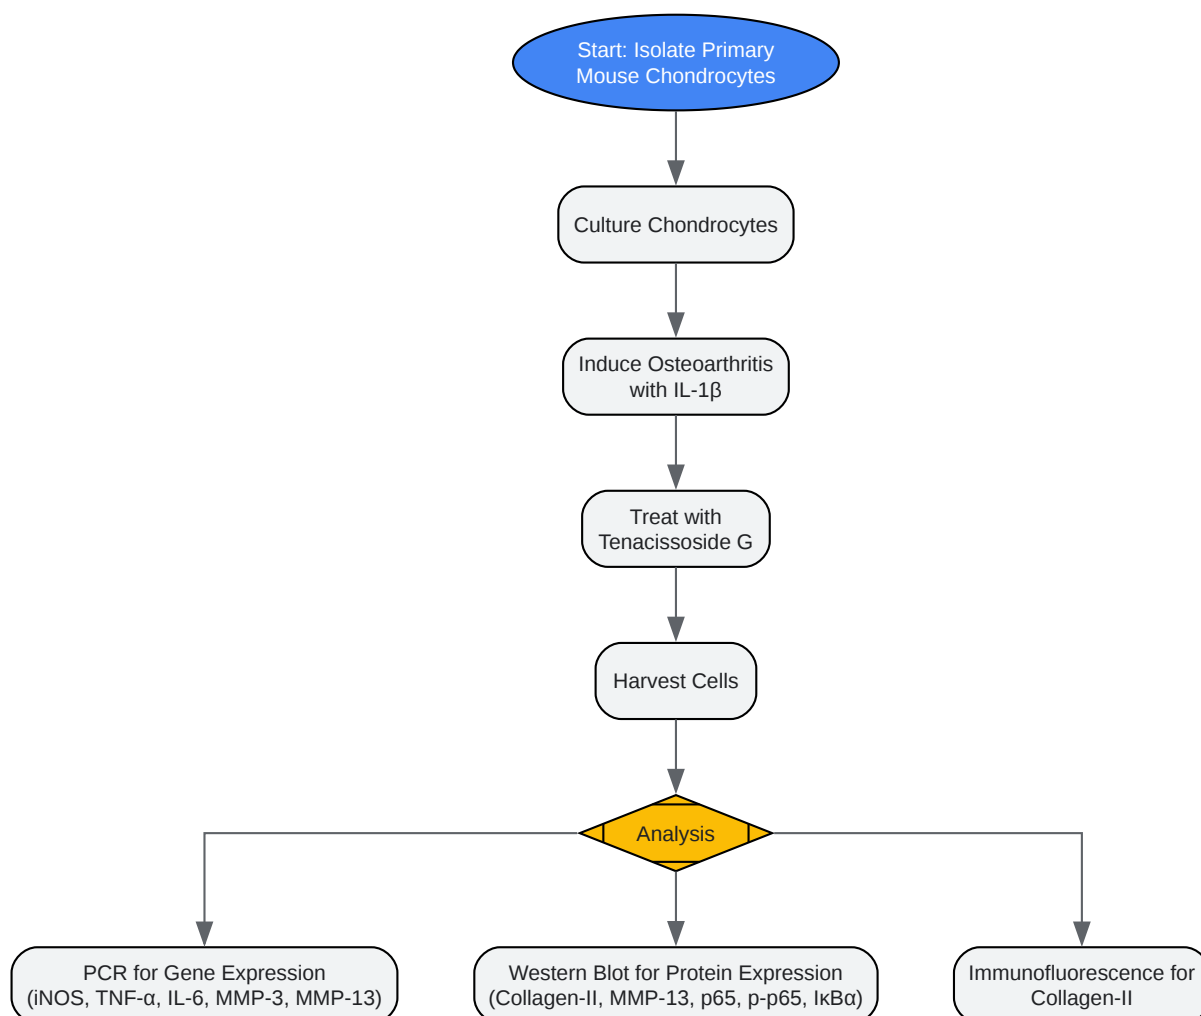 Start: Isolate Primary
Mouse Chondrocytes
Culture Chondrocytes
Induce Osteoarthritis
with IL-1β
Treat with
Tenacissoside G
Harvest Cells
Analysis
PCR for Gene Expression
(iNOS, TNF-α, IL-6, MMP-3, MMP-13)
Western Blot for Protein Expression
(Collagen-II, MMP-13, p65, p-p65, IκBα)
Immunofluorescence for
Collagen-II